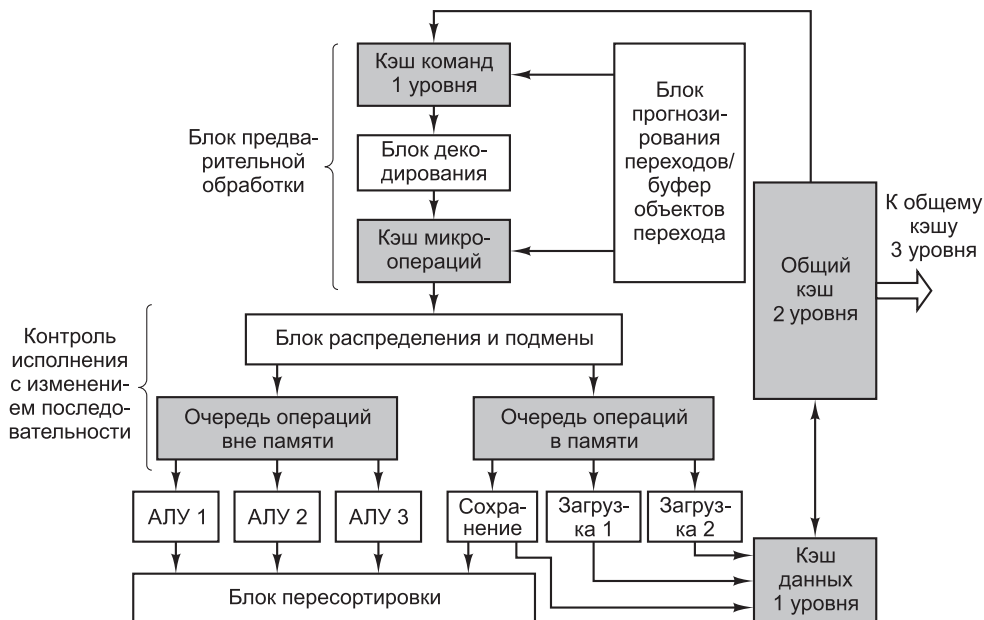 Кэш команд
1 уровня
Блок предва-
рительной
обработки
Блок деко-
дирования
Кэш микро-
операций
Блок
прогнози-
рования
переходов/
буфер
объектов
перехода
Общий
кэш
2 уровня
К общему
кэшу
3 уровня
Контроль
исполнения
с изменени-
ем последо-
вательности
Блок распределения и подмены
Очередь операций
вне памяти
Очередь операций
в памяти
АЛУ 1
АЛУ 2
АЛУ 3
Сохра-
нение
Загруз-
ка 1
Загруз-
ка 2
Блок пересортировки
Кэш
данных
1 уровня